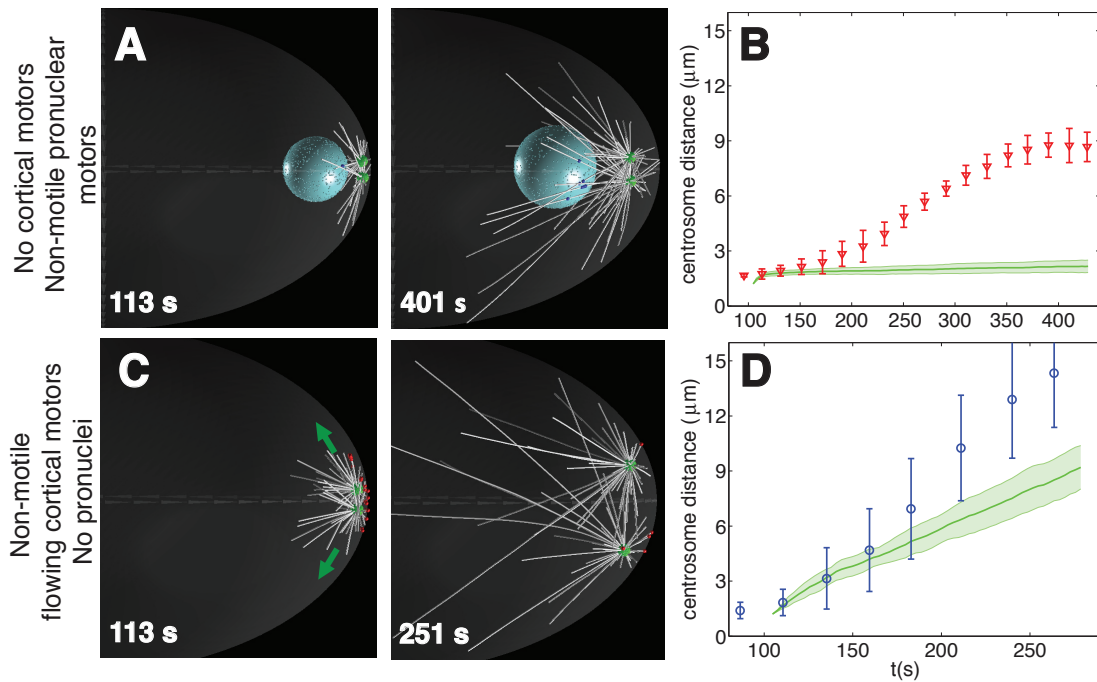 No cortical motors
Non-motile pronuclear
motors
A
113 s
401 s
B
centrosome distance (μm)
15
12
9
6
3
0
100 150 200 250 300 350 400
Non-motile
flowing cortical motors
No pronuclei
C
113 s
251 s
D
centrosome distance (μm)
15
12
9
6
3
0
100 150 200 250
t(s)